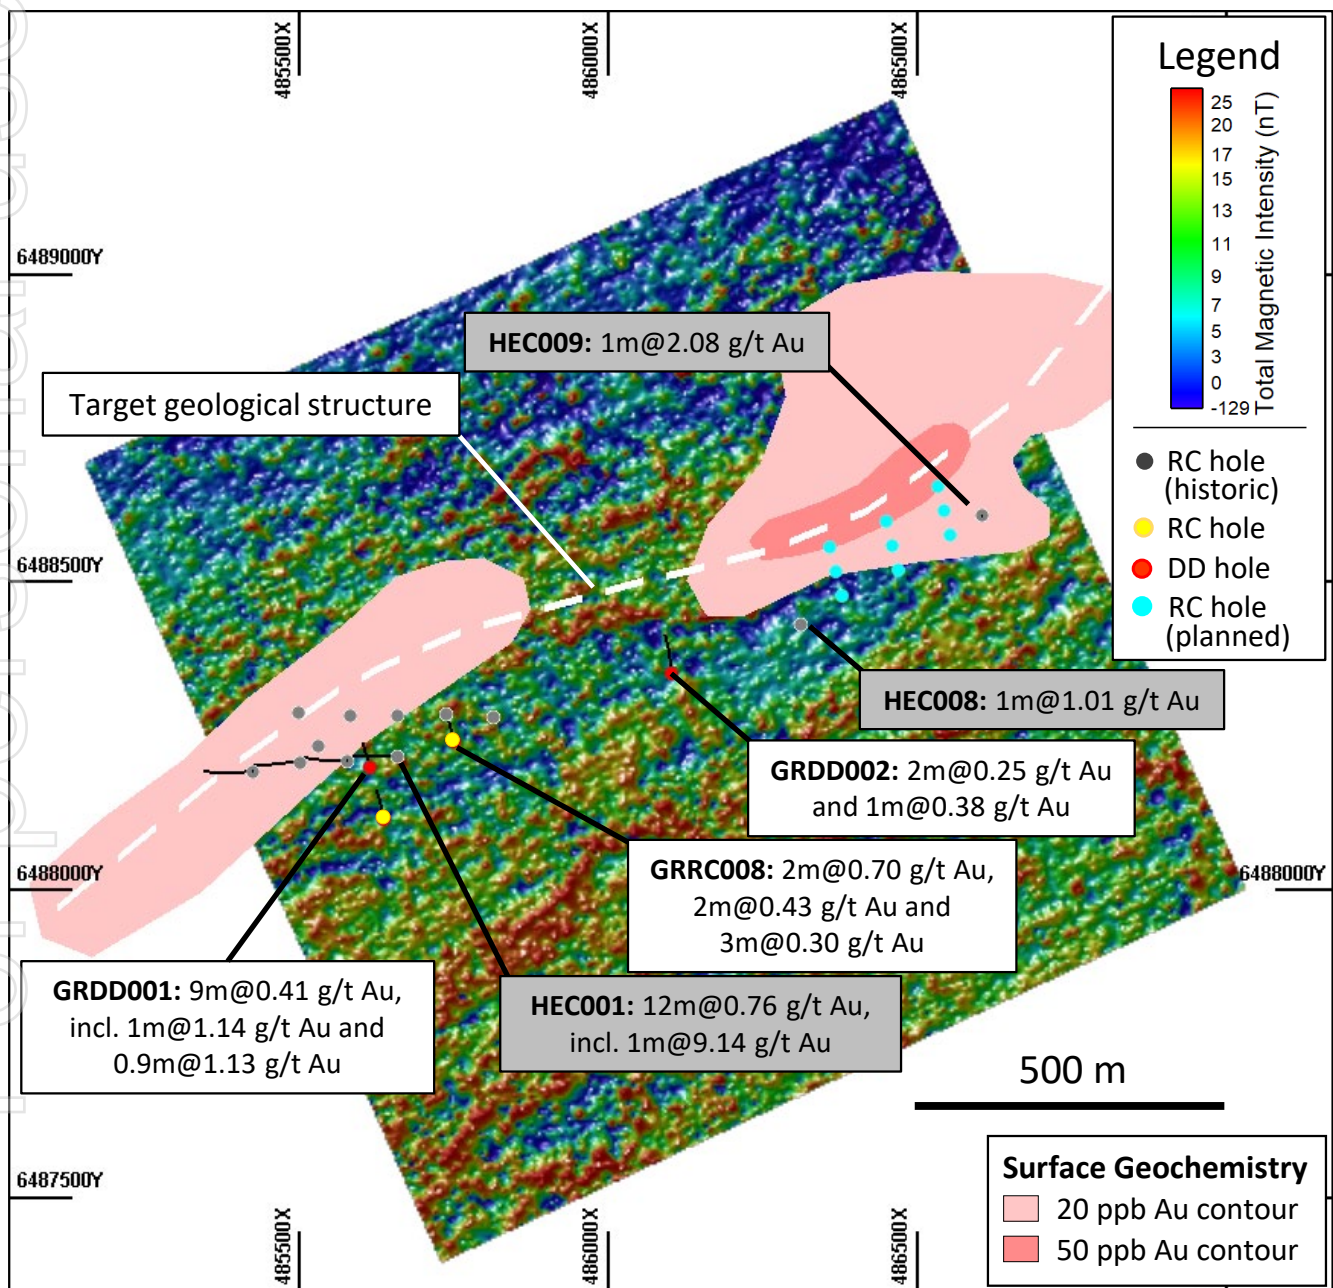 485500X
486000X
486500X
Legend
25
20
17
15
13
11
9
7
5
3
0
-129
Total Magnetic Intensity (nT)
RC hole
(historic)
RC hole
DD hole
RC hole
(planned)
6489000Y
HEC009: 1m@2.08 g/t Au
Target geological structure
6488500Y
HEC008: 1m@1.01 g/t Au
GRDD002: 2m@0.25 g/t Au
and 1m@0.38 g/t Au
6488000Y
6488000Y
GRRC008: 2m@0.70 g/t Au,
2m@0.43 g/t Au and
3m@0.30 g/t Au
GRDD001: 9m@0.41 g/t Au,
incl. 1m@1.14 g/t Au and
0.9m@1.13 g/t Au
HEC001: 12m@0.76 g/t Au,
incl. 1m@9.14 g/t Au
500 m
6487500Y
Surface Geochemistry
20 ppb Au contour
50 ppb Au contour
485500X
486000X
486500X